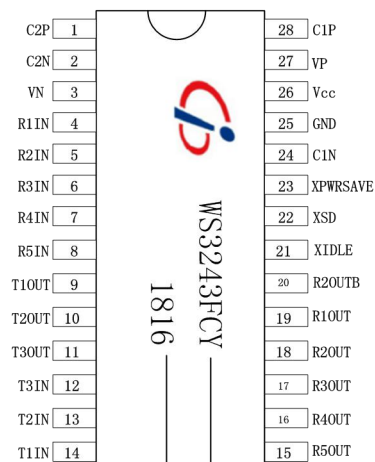 C2P 1
C2N 2
VN 3
R1IN 4
R2IN 5
R3IN 6
R4IN 7
R5IN 8
T1OUT 9
T2OUT 10
T3OUT 11
T3IN 12
T2IN 13
T1IN 14
WS3243FCY
1816
28 C1P
27 VP
26 Vcc
25 GND
24 C1N
23 XPWRSAVE
22 XSD
21 XIDLE
20 R2OUTB
19 R1OUT
18 R2OUT
17 R3OUT
16 R4OUT
15 R5OUT